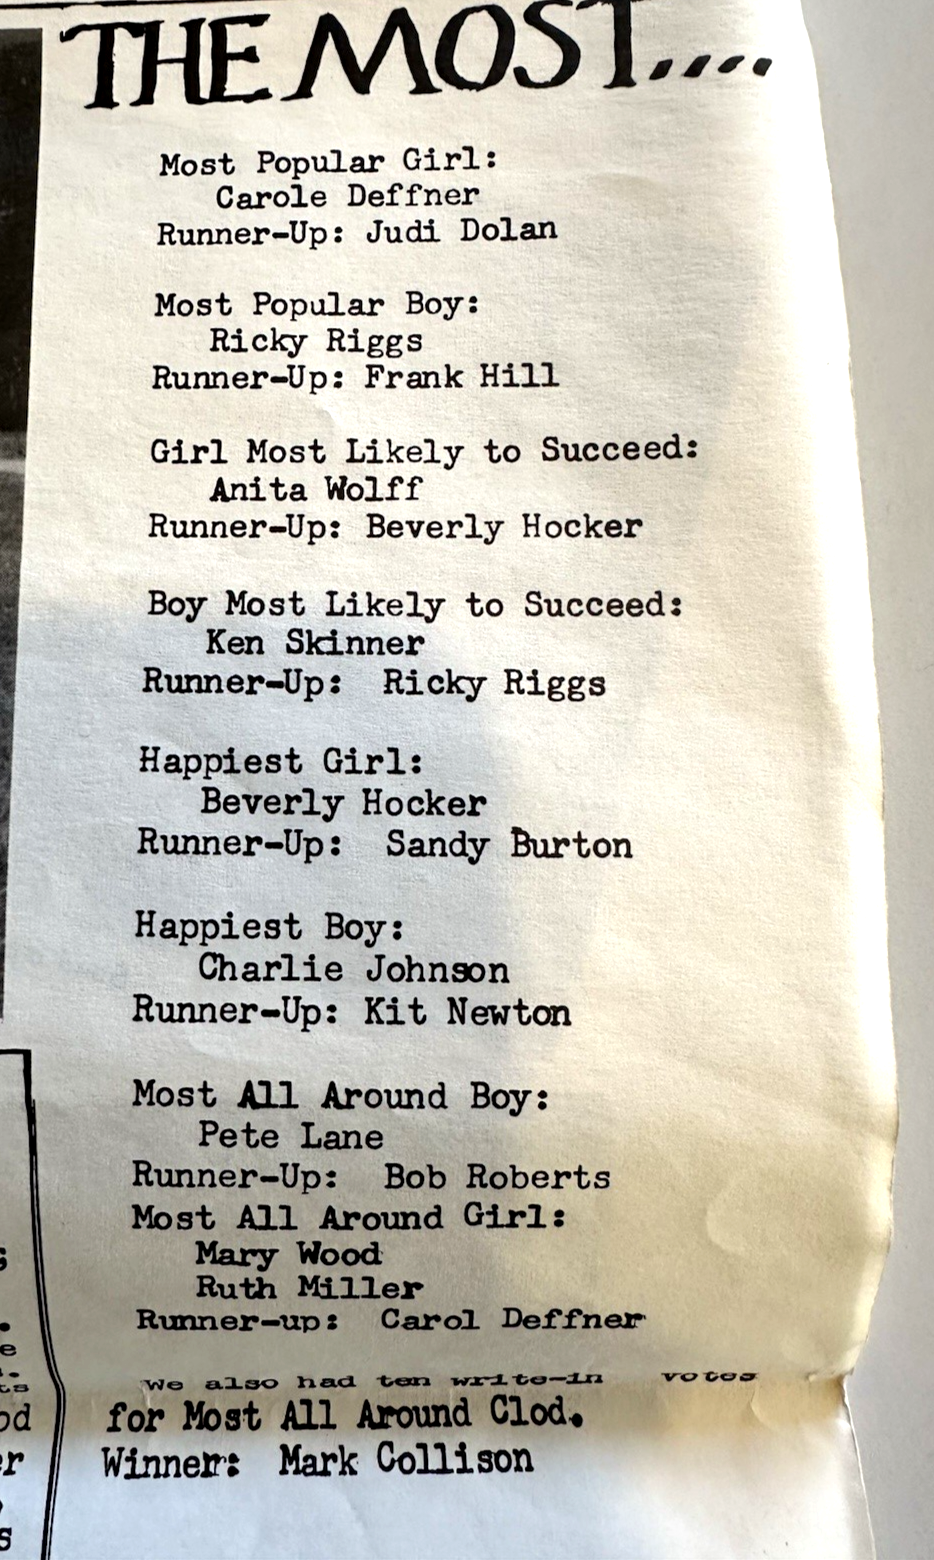 THE MOST....
Most Popular Girl:
Carole Deffner
Runner-Up: Judi Dolan
Most Popular Boy:
Ricky Riggs
Runner-Up: Frank Hill
Girl Most Likely to Succeed:
Anita Wolff
Runner-Up: Beverly Hocker
Boy Most Likely to Succeed:
Ken Skinner
Runner-Up: Ricky Riggs
Happiest Girl:
Beverly Hocker
Runner-Up: Sandy Burton
Happiest Boy:
Charlie Johnson
Runner-Up: Kit Newton
Most All Around Boy:
Pete Lane
Runner-Up: Bob Roberts
Most All Around Girl:
Mary Wood
Ruth Miller
Runner-up: Carol Deffner
We also had ten write-in votes
for Most All Around Clod.
Winner: Mark Collison